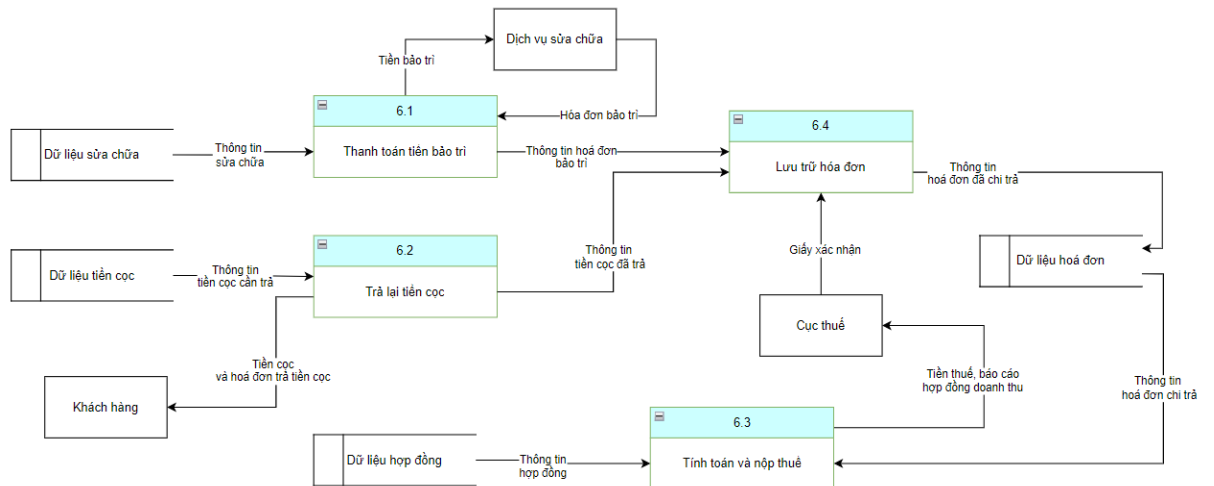 Dịch vụ sửa chữa
Tiền bảo trì
6.1
Hóa đơn bảo trì
6.4
Dữ liệu sửa chữa
Thông tin
sửa chữa
Thanh toán tiền bảo trì
Thông tin hoá đơn
bảo trì
Lưu trữ hóa đơn
Thông tin
hoá đơn đã chi trả
6.2
Giấy xác nhận
Thông tin
tiền cọc đã trả
Dữ liệu hoá đơn
Dữ liệu tiền cọc
Thông tin
tiền cọc cần trả
Trả lại tiền cọc
Cục thuế
Tiền cọc
và hoá đơn trả tiền cọc
Tiền thuế, báo cáo
hợp đồng doanh thu
Thông tin
hoá đơn chi trả
Khách hàng
6.3
Dữ liệu hợp đồng
Thông tin
hợp đồng
Tính toán và nộp thuế